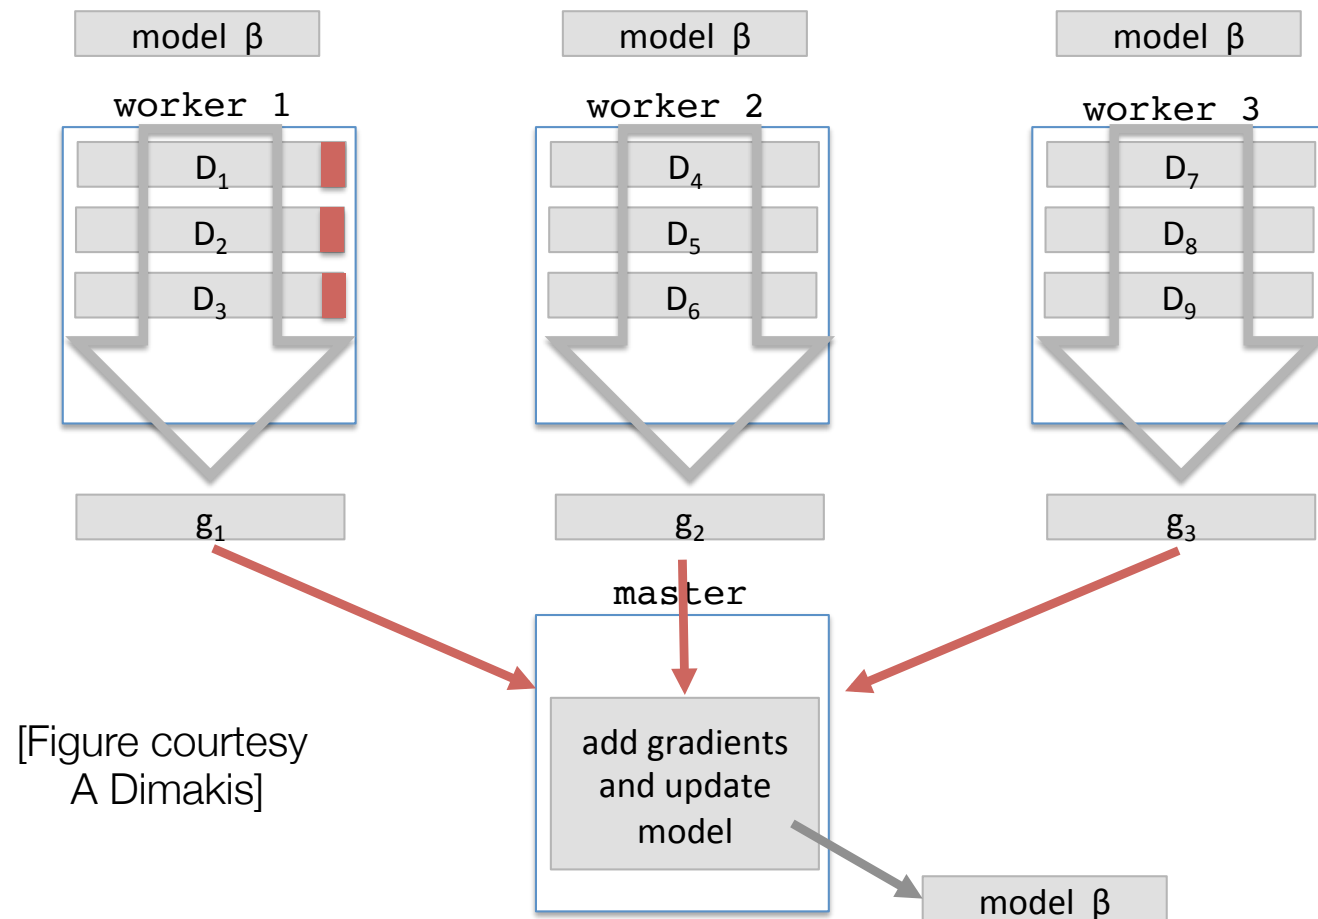 model β
model β
model β
worker 1
worker 2
worker 3
D₁
D₄
D₇
D₂
D₅
D₈
D₃
D₆
D₉
g₁
g₂
g₃
master
add gradients
and update
model
[Figure courtesy
A Dimakis]
model β